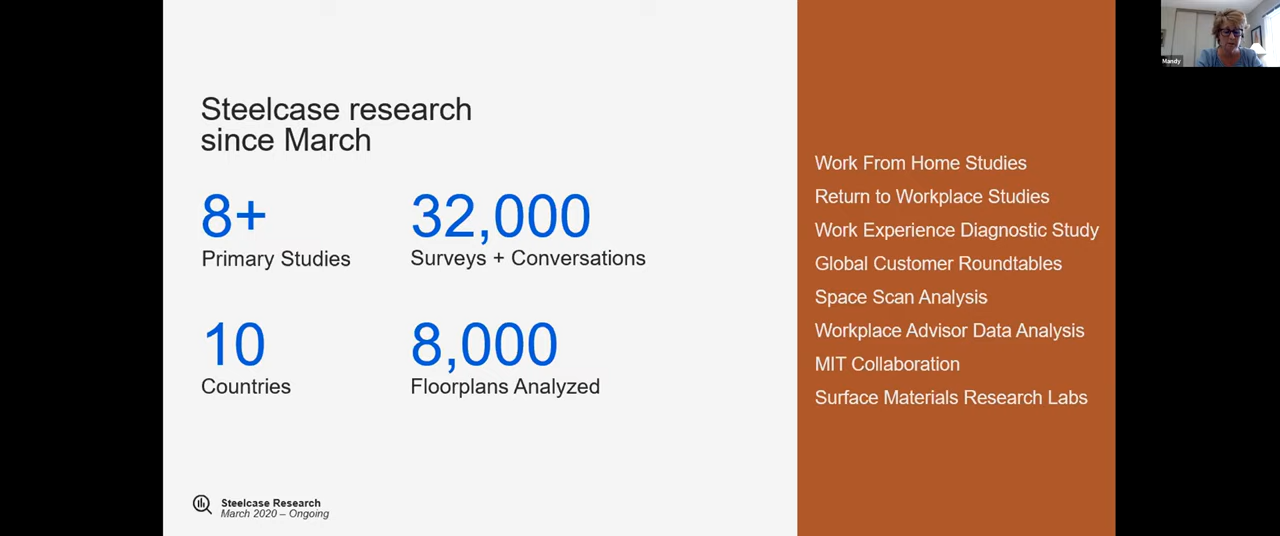 Steelcase research
since March
8+
Primary Studies
32,000
Surveys + Conversations
10
Countries
8,000
Floorplans Analyzed
Steelcase Research
March 2020 – Ongoing
Work From Home Studies
Return to Workplace Studies
Work Experience Diagnostic Study
Global Customer Roundtables
Space Scan Analysis
Workplace Advisor Data Analysis
MIT Collaboration
Surface Materials Research Labs
Mandy